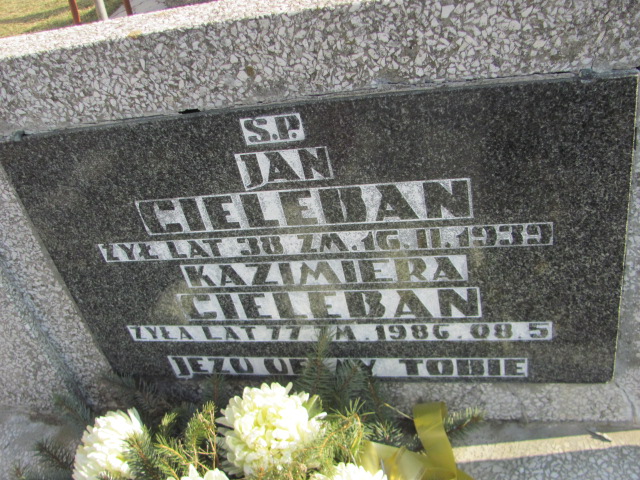 S.P.
JAN
CIELEBAN
ŻYŁ LAT 38 ZM. 16. II. 1939
KAZIMIERA
CIELEBAN
ŻYŁA LAT 77 ZM. 1986.08.5
JEZU TOBIE